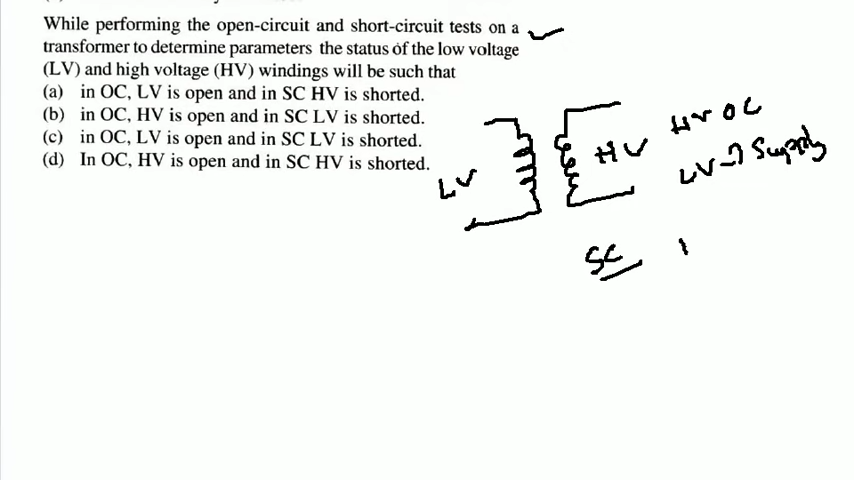 While performing the open-circuit and short-circuit tests on a
transformer to determine parameters the status of the low voltage
(LV) and high voltage (HV) windings will be such that
(a) in OC, LV is open and in SC HV is shorted.
(b) in OC, HV is open and in SC LV is shorted.
(c) in OC, LV is open and in SC LV is shorted.
(d) In OC, HV is open and in SC HV is shorted.
LV
HV
HV OC
LV → Supply
SC